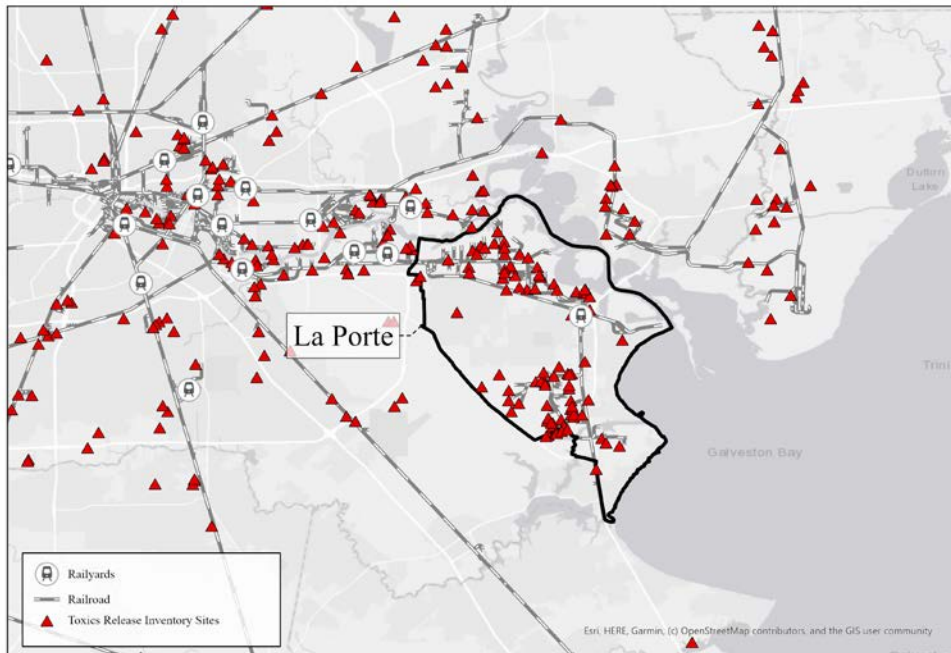 Dutton
Lake
La Porte
Trini
Galveston Bay
Railyards
Railroad
Toxics Release Inventory Sites
Esri, HERE, Garmin, (c) OpenStreetMap contributors, and the GIS user community